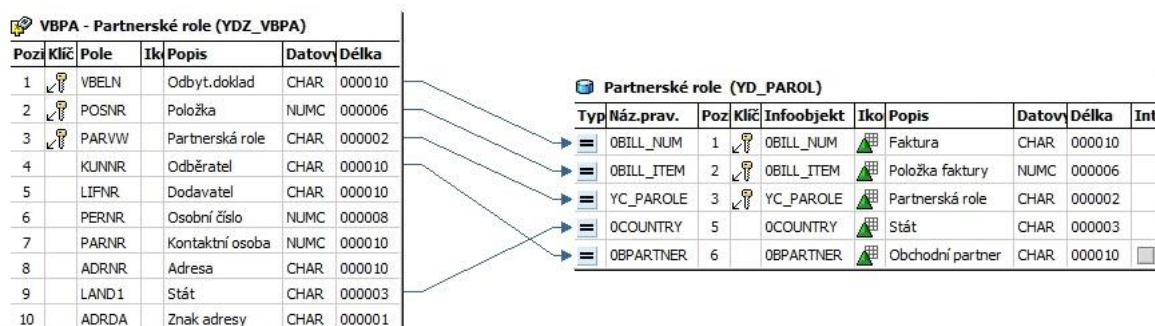 VBPA - Partnerské role (YDZ_VBPA)
Pozi Klíč Pole Ik Popis Datov Délka
1 VBELN Odbyt.doklad CHAR 000010
2 POSNR Položka NUMC 000006
3 PARVW Partnerská role CHAR 000002
4 KUNNR Odběratel CHAR 000010
5 LIFNR Dodavatel CHAR 000010
6 PERNR Osobní číslo NUMC 000008
7 PARNR Kontaktní osoba NUMC 000010
8 ADRNR Adresa CHAR 000010
9 LAND1 Stát CHAR 000003
10 ADRDA Znak adresy CHAR 000001
Partnerské role (YD_PAROL)
Typ Náz.prav. Poz Klíč Infoobjekt Iko Popis Datov Délka Int
= 0BILL_NUM 1 0BILL_NUM Faktura CHAR 000010
= 0BILL_ITEM 2 0BILL_ITEM Položka faktury NUMC 000006
= YC_PAROLE 3 YC_PAROLE Partnerská role CHAR 000002
= 0COUNTRY 5 0COUNTRY Stát CHAR 000003
= 0BPARTNER 6 0BPARTNER Obchodní partner CHAR 000010